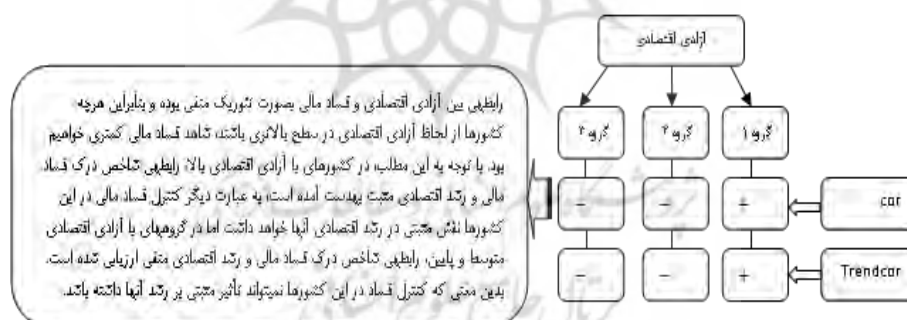 آزادی اقتصادی
گروه ۱
گروه ۲
گروه ۳
+
-
-
cor
+
-
-
Trendcor
رابطهی بین آزادی اقتصادی و فساد مالی بصورت تئوریک منفی بوده و بنابراین هرچه
کشورها از لحاظ آزادی اقتصادی در سطح بالاتری باشند، شاهد فساد مالی کمتری خواهیم
بود. با توجه به این مطلب، در کشورهای با آزادی اقتصادی بالا، رابطهی شاخص درک فساد
مالی و رشد اقتصادی مثبت بهدست آمده است، به عبارت دیگر کنترل فساد مالی در این
کشورها نقش مثبتی در رشد اقتصادی آنها خواهد داشت اما در گروههای با آزادی اقتصادی
متوسط و پایین، رابطهی شاخص درک فساد مالی و رشد اقتصادی منفی ارزیابی شده است.
بدین معنی که کنترل فساد در این کشورها نمیتواند تأثیر مثبتی بر رشد آنها داشته باشد.